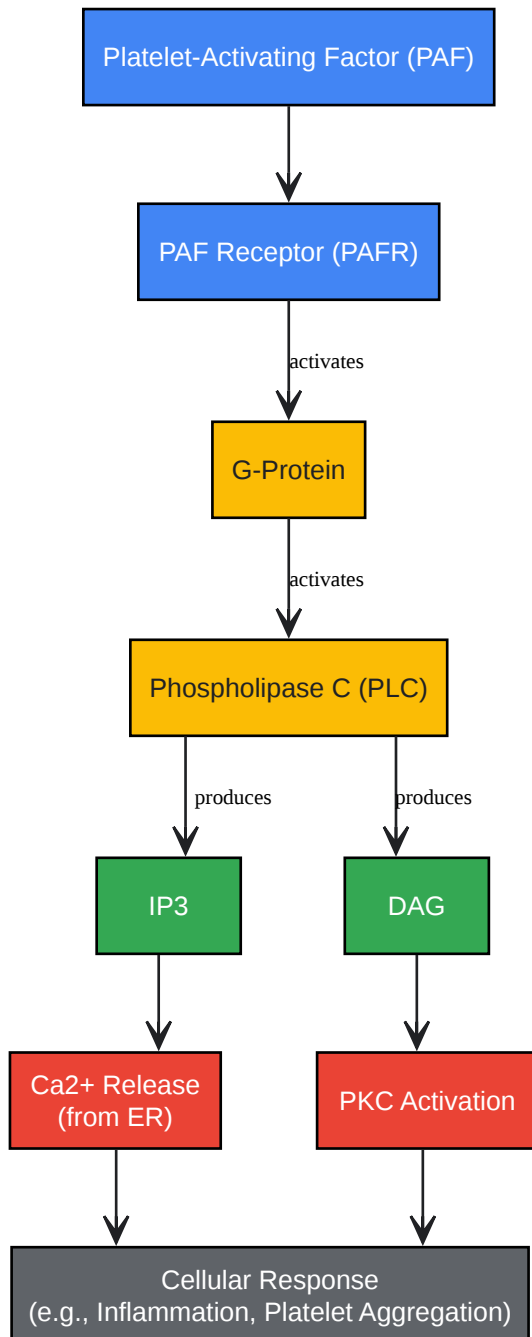 Platelet-Activating Factor (PAF)
PAF Receptor (PAFR)
activates
G-Protein
activates
Phospholipase C (PLC)
produces
produces
IP3
DAG
Ca2+ Release
(from ER)
PKC Activation
Cellular Response
(e.g., Inflammation, Platelet Aggregation)